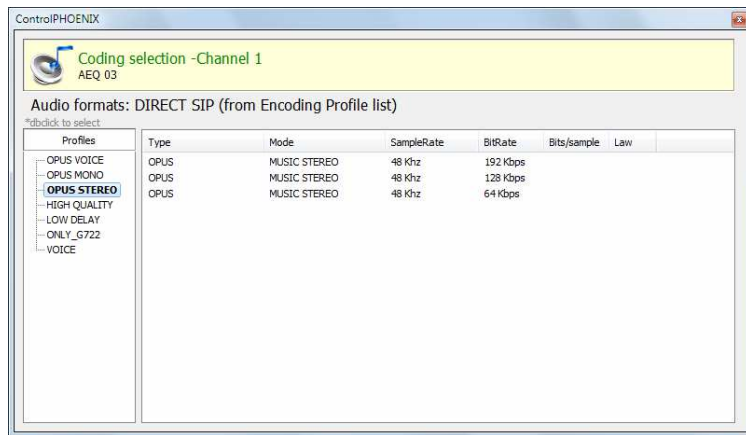 ControlPHOENIX
Coding selection -Channel 1
AEQ 03
Audio formats: DIRECT SIP (from Encoding Profile list)
*dbclick to select
Profiles
OPUS VOICE
OPUS MONO
OPUS STEREO
HIGH QUALITY
LOW DELAY
ONLY_G722
VOICE
Type Mode SampleRate BitRate Bits/sample Law
OPUS MUSIC STEREO 48 Khz 192 Kbps
OPUS MUSIC STEREO 48 Khz 128 Kbps
OPUS MUSIC STEREO 48 Khz 64 Kbps